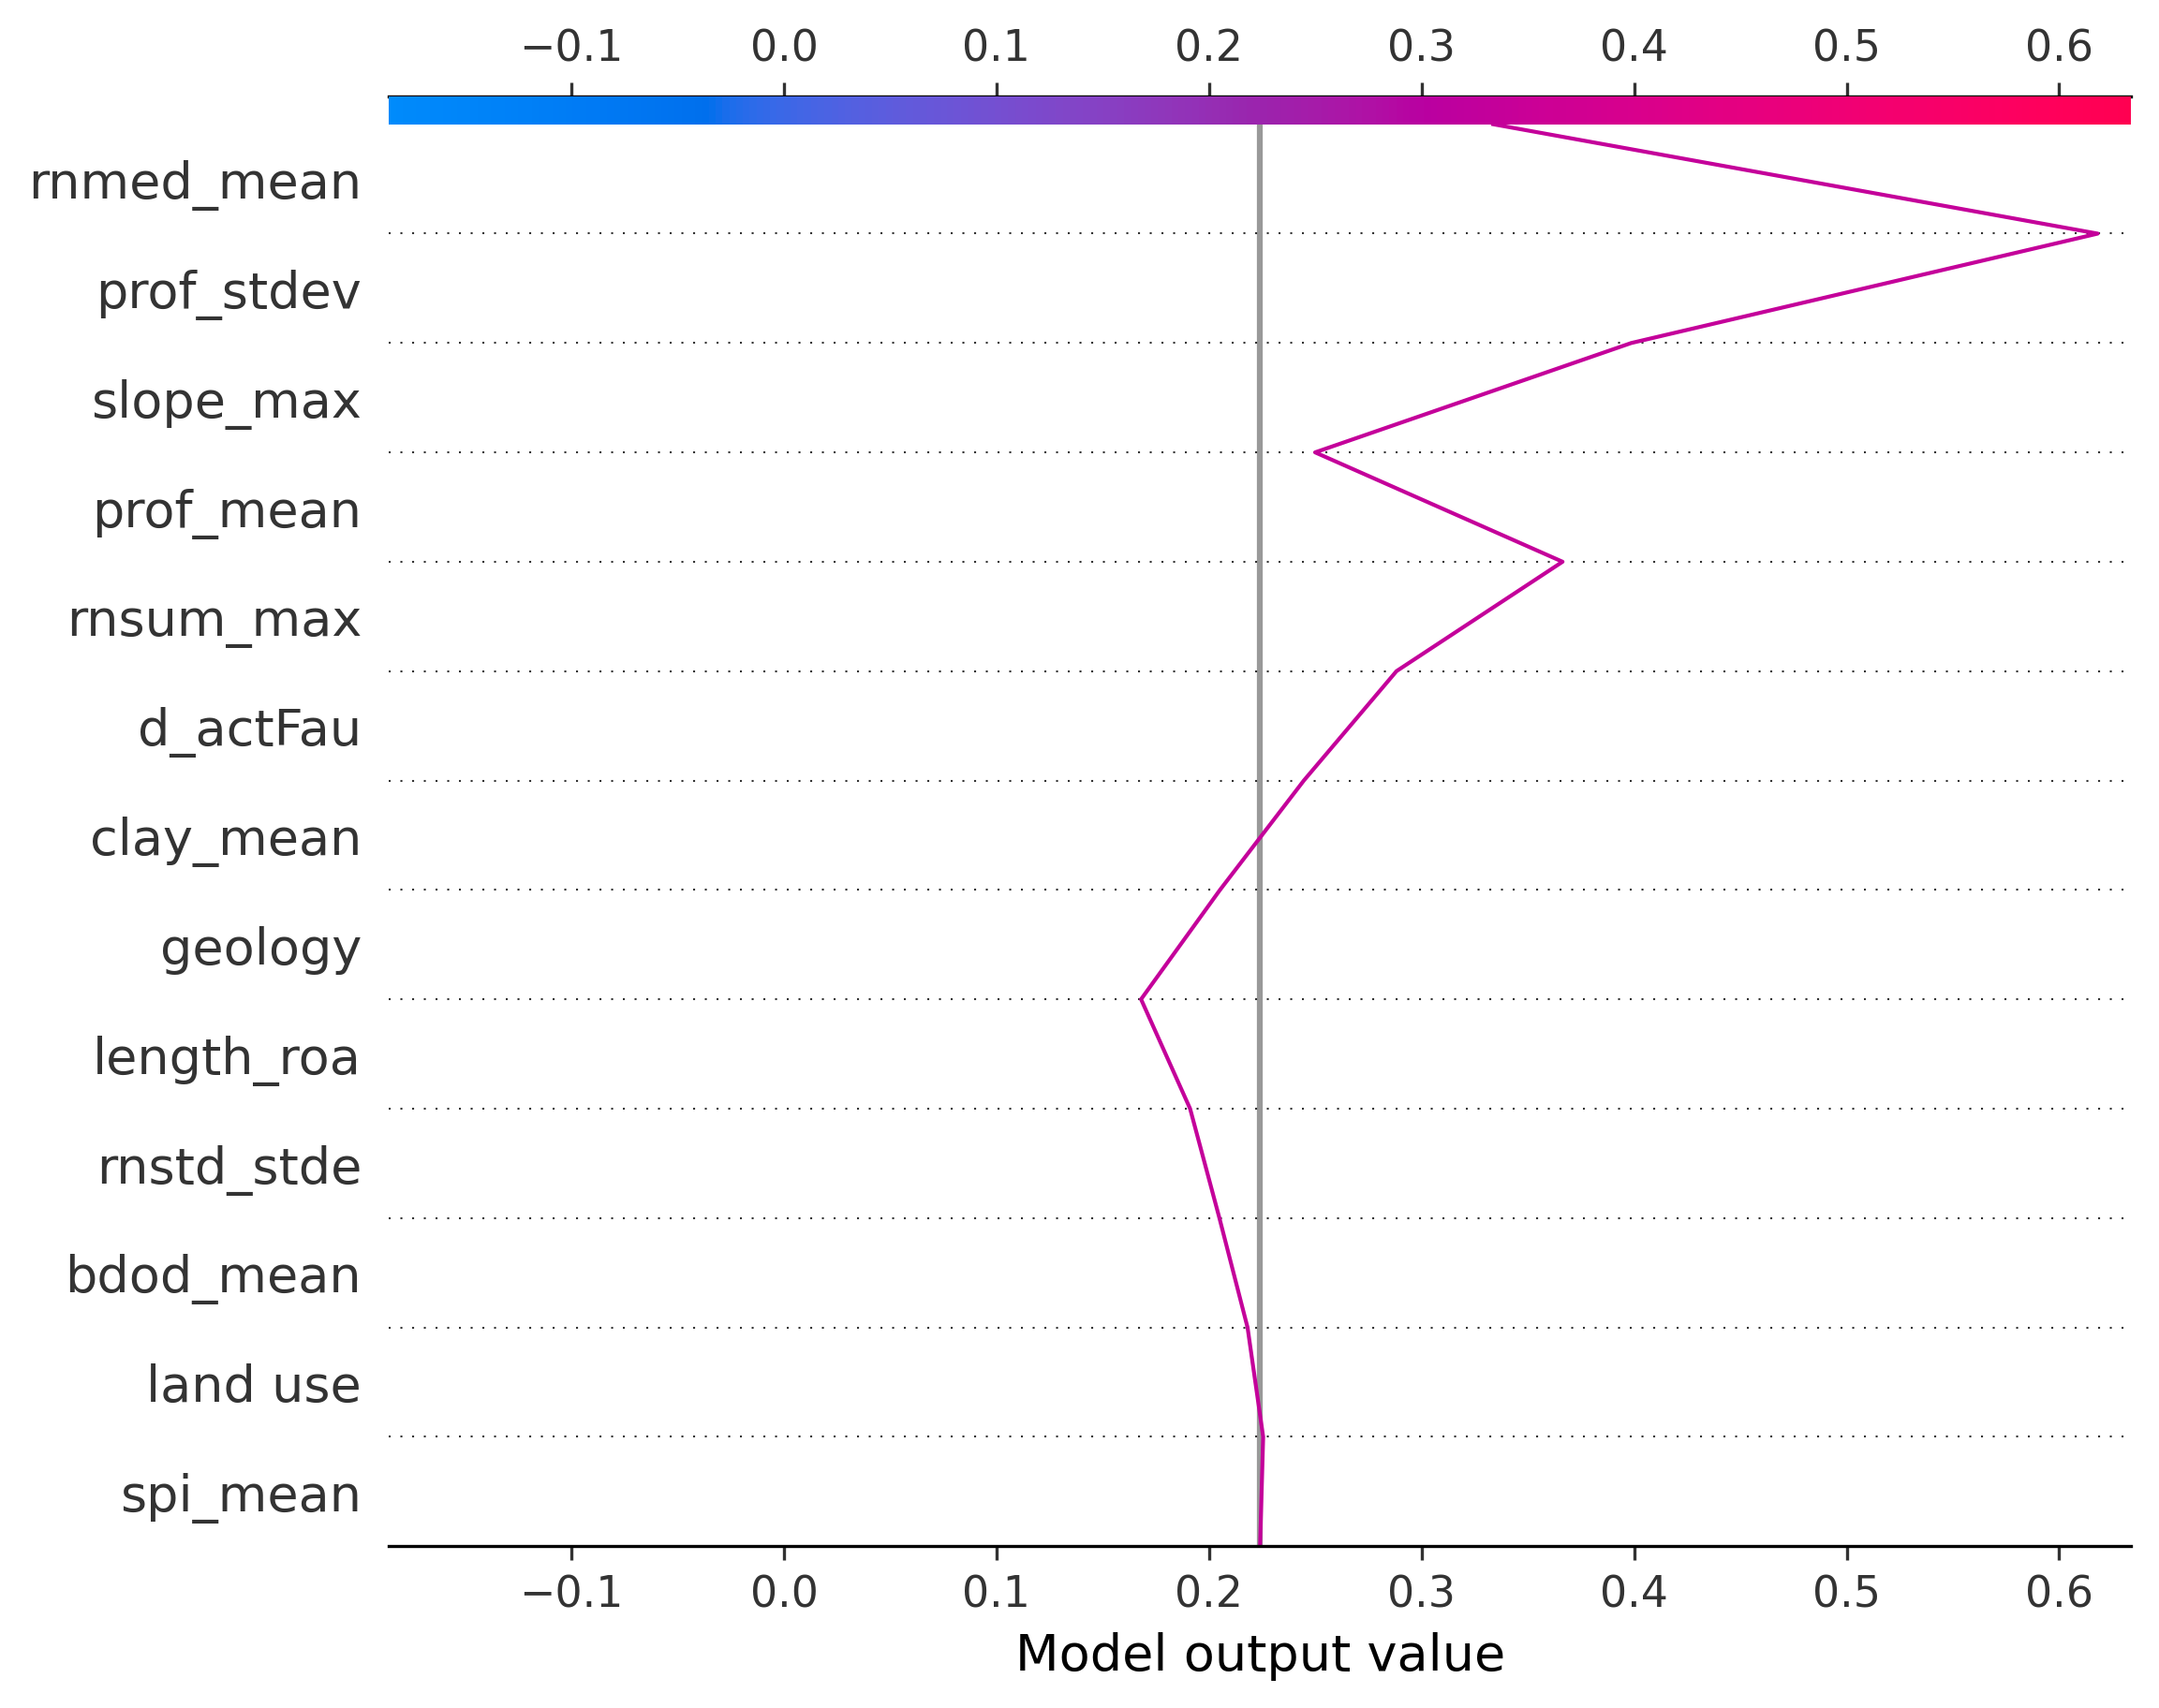 −0.1 0.0 0.1 0.2 0.3 0.4 0.5 0.6
rnmed_mean
prof_stdev
slope_max
prof_mean
rnsum_max
d_actFau
clay_mean
geology
length_roa
rnstd_stde
bdod_mean
land use
spi_mean
−0.1 0.0 0.1 0.2 0.3 0.4 0.5 0.6
Model output value